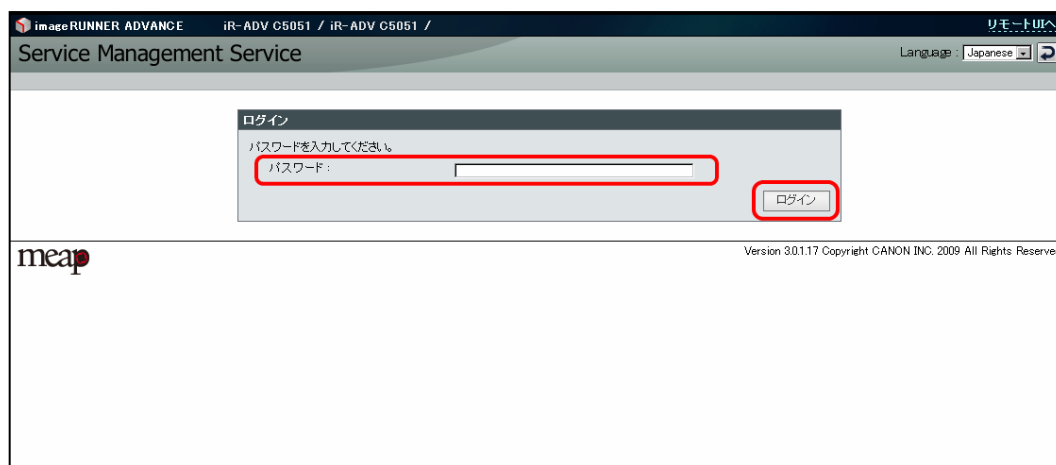 imageRUNNER ADVANCE iR-ADV C5051 / iR-ADV C5051 / リモートUIへ
Service Management Service Language : Japanese
ログイン
パスワードを入力してください。
パスワード :
ログイン
meap Version 3.0.1.17 Copyright CANON INC. 2009 All Rights Reserve